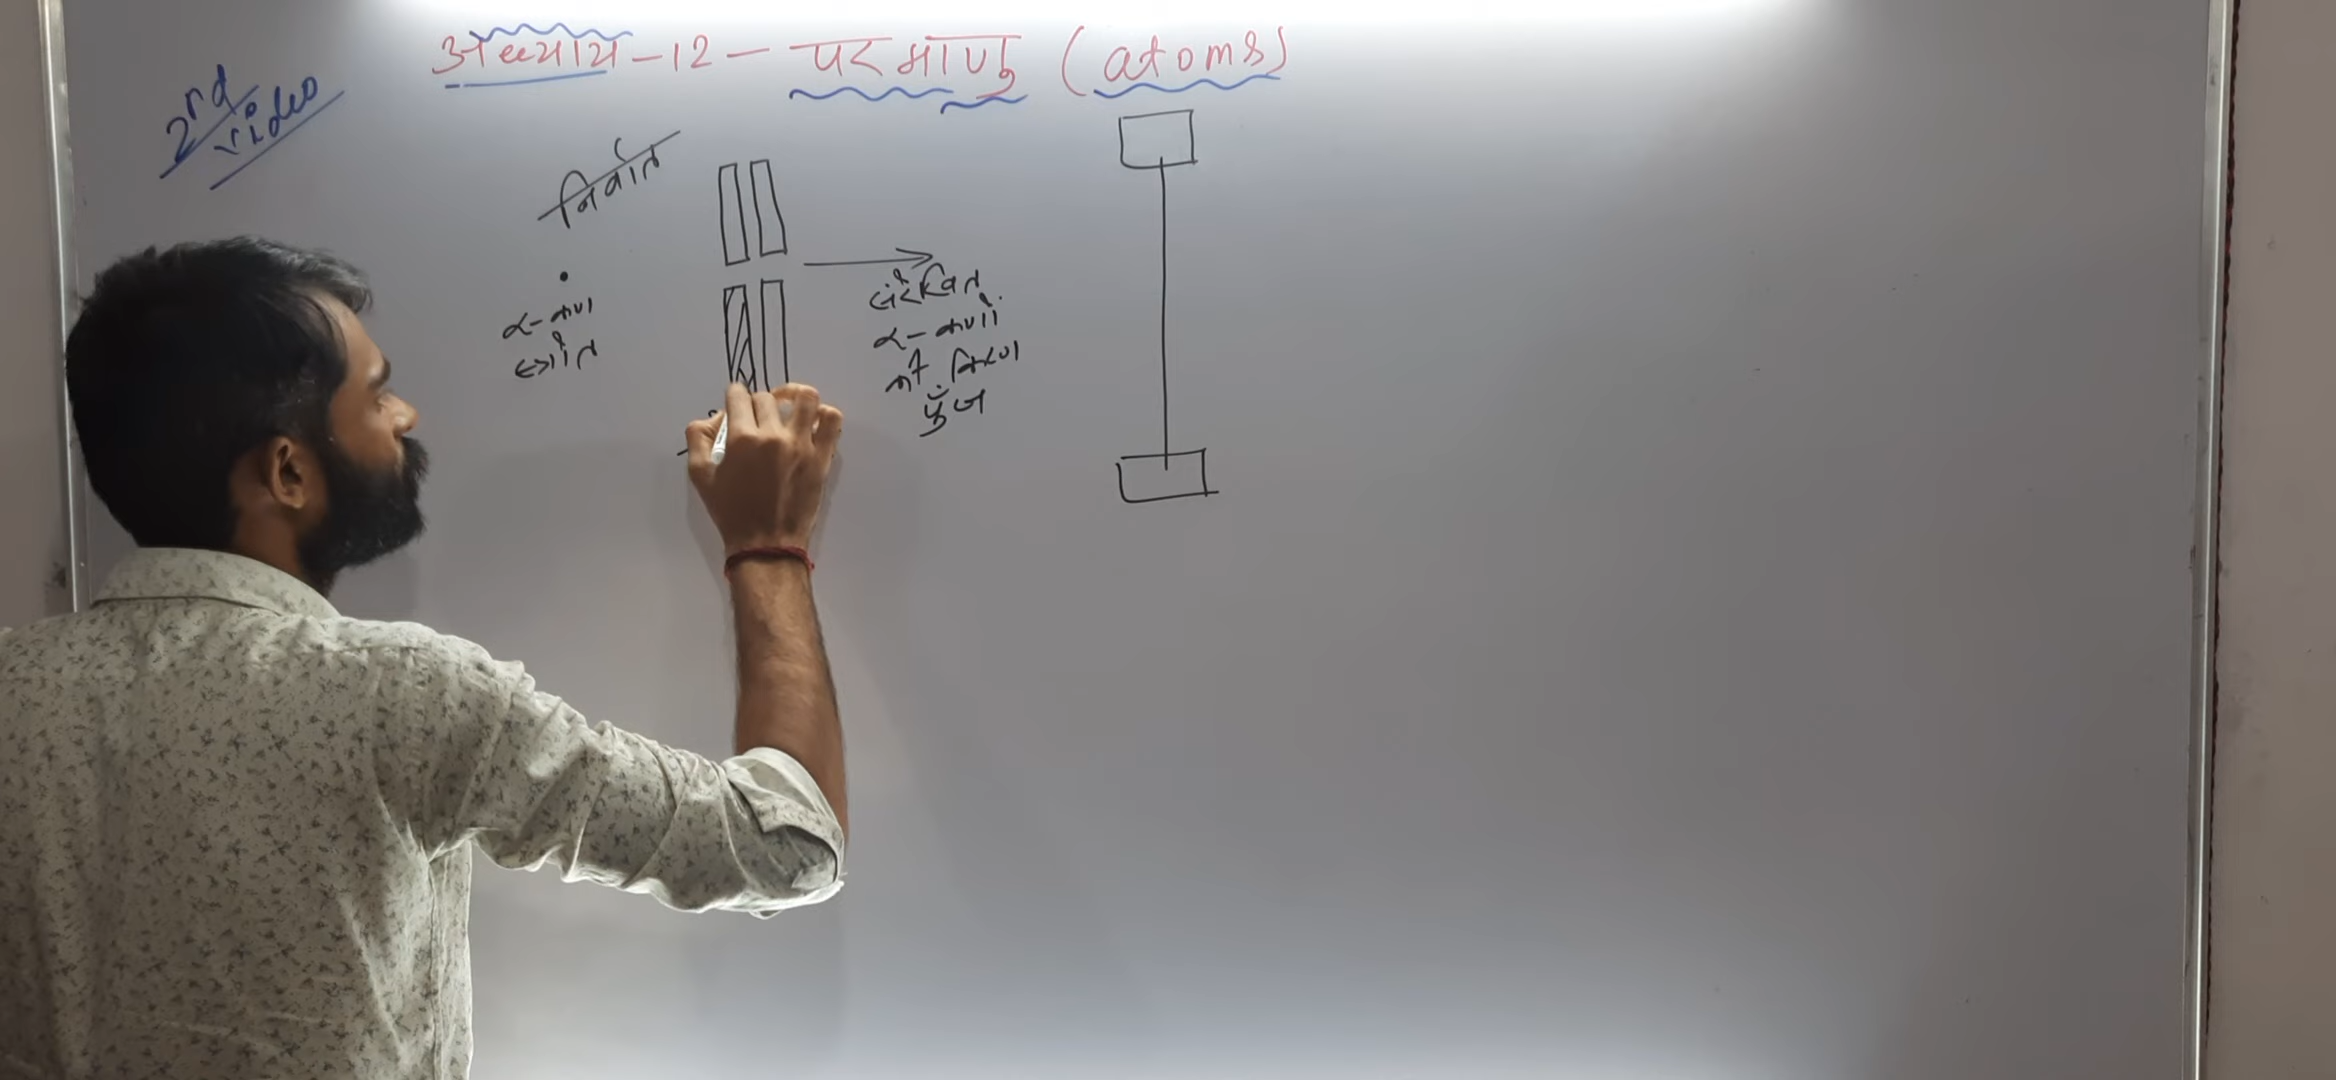 अध्याय - 12 - परमाणु (atoms)
2nd
video
निर्वात
α-कण
स्रोत
संरेखित
α-कणों
की किरण
पुंज